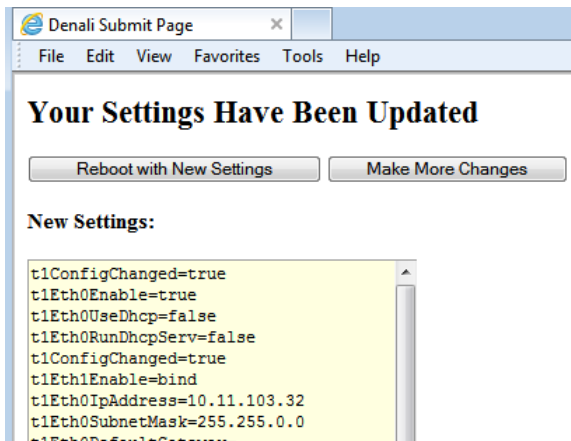 Denali Submit Page
File Edit View Favorites Tools Help
Your Settings Have Been Updated
Reboot with New Settings Make More Changes
New Settings:
t1ConfigChanged=true
t1Eth0Enable=true
t1Eth0UseDhcp=false
t1Eth0RunDhcpServ=false
t1ConfigChanged=true
t1Eth1Enable=bind
t1Eth0IpAddress=10.11.103.32
t1Eth0SubnetMask=255.255.0.0